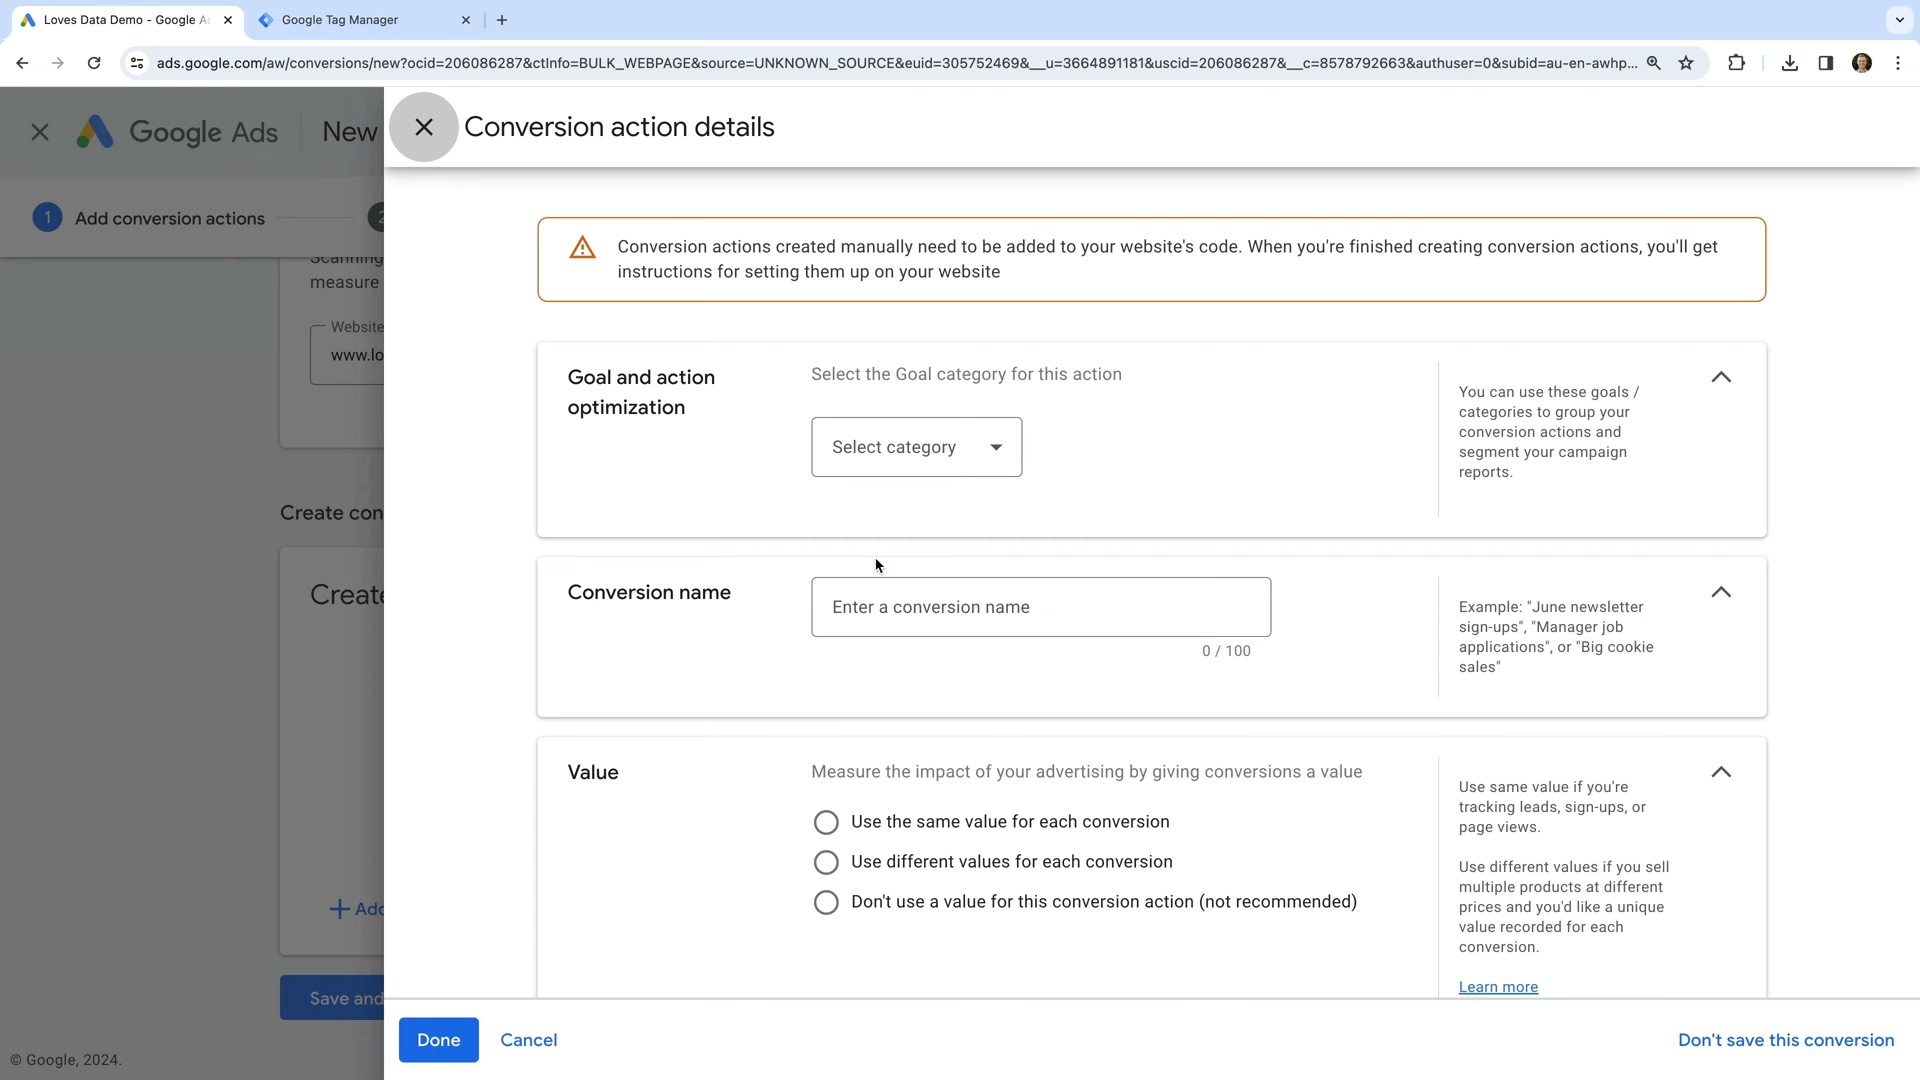 Loves Data Demo - Google A
Google Tag Manager
ads.google.com/aw/conversions/new?ocid=206086287&ctInfo=BULK_WEBPAGE&source=UNKNOWN_SOURCE&euid=305752469&__u=3664891181&uscid=206086287&__c=8578792663&authuser=0&subid=au-en-awhp...
Google Ads
New
Conversion action details
1
Add conversion actions
2
Scanning
measure
Website
www.lo
Create con
Create
Add
Save and
© Google, 2024.
Conversion actions created manually need to be added to your website's code. When you're finished creating conversion actions, you'll get
instructions for setting them up on your website
Goal and action
optimization
Select the Goal category for this action
Select category
You can use these goals /
categories to group your
conversion actions and
segment your campaign
reports.
Conversion name
Enter a conversion name
0 / 100
Example: "June newsletter
sign-ups", "Manager job
applications", or "Big cookie
sales"
Value
Measure the impact of your advertising by giving conversions a value
Use the same value for each conversion
Use different values for each conversion
Don't use a value for this conversion action (not recommended)
Use same value if you're
tracking leads, sign-ups, or
page views.
Use different values if you sell
multiple products at different
prices and you'd like a unique
value recorded for each
conversion.
Learn more
Done
Cancel
Don't save this conversion